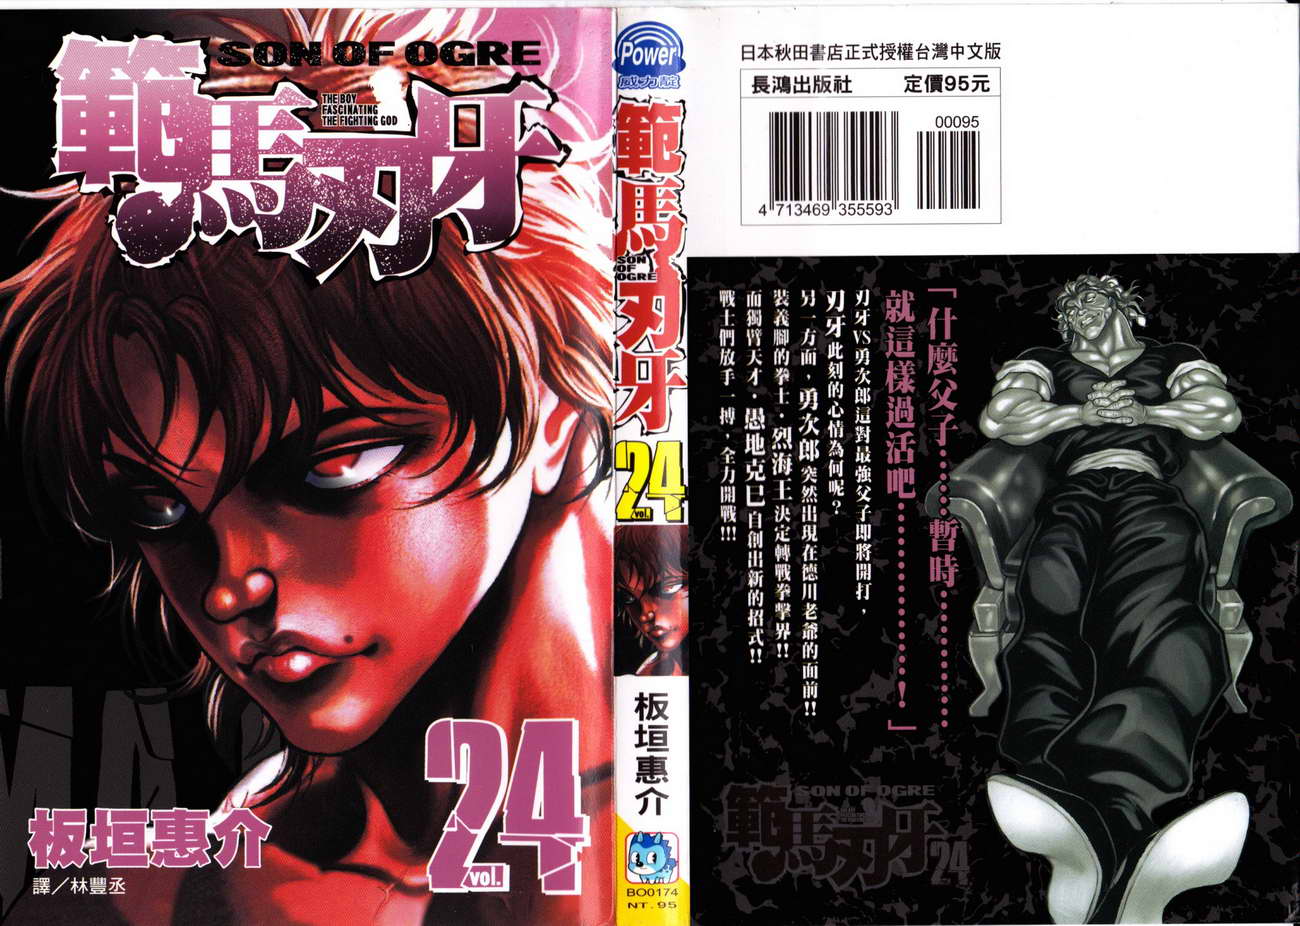 SON OF OGRE
範馬刃牙
THE BOY
FASCINATING
THE FIGHTING GOD
24
vol.
板垣惠介
譯／林豐丞
Power
範馬刃牙
SON
OF
OGRE
24
vol.
板垣惠介
BO0174
NT. 95
日本秋田書店正式授權台灣中文版
長鴻出版社 定價95元
00095
4 713469 355593
「什麼父子……暫時…………
就這樣過活吧……………！」
刃牙VS勇次郎這對最強父子即將開打，
刃牙此刻的心情為何呢？
另一方面，勇次郎突然出現在德川老爺的面前!!
裝義腳的拳士・烈海王決定轉戰拳擊界!!
而獨臂天才・愚地克巳自創出新的招式!!
戰士們放手一搏，全力開戰!!!
SON OF OGRE
範馬刃牙
24